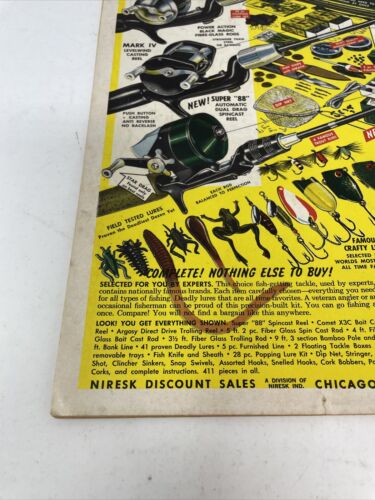 POWER ACTION
BLACK MAGIC
FIBER-GLASS RODS
MARK IV
LEVELWIND
CASTING
REEL
NEW! SUPER "88"
AUTOMATIC
DUAL DRAG
SPINCAST
REEL
PUSH BUTTON
CASTING
ANTI REVERSE
NO BACKLASH
DIP NET
STAR DRAG
EACH ROD
BALANCED TO PERFECTION
FIELD TESTED LURES
Proven the Deadliest Devon Yet
FAMOU
CRAFTY L
SELECTED
WORLDS MOST
ALL TIME FA
COMPLETE! NOTHING ELSE TO BUY!
SELECTED FOR YOU BY EXPERTS. This choice fish-getting tackle, used by experts,
contains nationally famous brands. Each item carefully chosen—everything you nee
for all types of fishing. Deadly lures that are all time favorites. A veteran angler or a
occasional fisherman can be proud of this precision-built kit. You can go fishing a
once. Compare! You will find a bargain like this anywhere.
LOOK! YOU GET EVERYTHING SHOWN: Super "88" Spincast Reel • Comet X3C Bait C
Reel • Argosy Direct Drive Trolling Reel • 5 ft. 2 pc. Fiber Glass Spin Cast Rod • 4 ft.
Glass Bait Cast Rod • 3½ ft. Fiber Glass Trolling Rod • 9 ft. 3 section Bamboo Pole and
ft. Bank Line • 41 proven Deadly Lures • 5 pc. Furnished Line • 2 Floating Tackle Boxes
removable trays • Fish Knife and Sheath • 28 pc. Popping Lure Kit • Dip Net, Stringer,
Shot, Clincher Sinkers, Snap Swivels, Assorted Hooks, Snelled Hooks, Cork Bobbers, Po
Corks, and complete instructions. 411 pieces in all.
NIRESK DISCOUNT SALES A DIVISION OF
NIRESK IND. CHICAGO